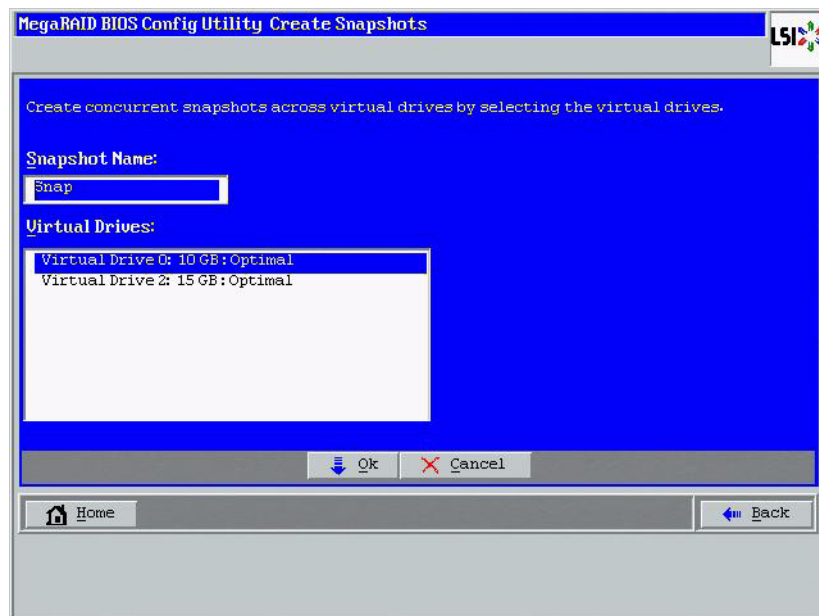 MegaRAID BIOS Config Utility Create Snapshots
LSI
Create concurrent snapshots across virtual drives by selecting the virtual drives.
Snapshot Name:
Snap
Virtual Drives:
Virtual Drive 0: 10 GB: Optimal
Virtual Drive 2: 15 GB: Optimal
Ok
Cancel
Home
Back